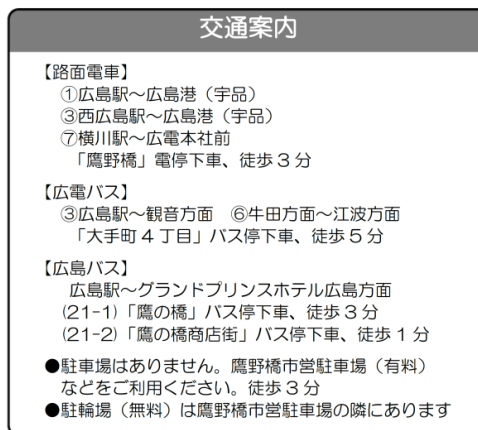 交通案内
【路面電車】
①広島駅～広島港（宇品）
③西広島駅～広島港（宇品）
⑦横川駅～広電本社前
「鷹野橋」電停下車、徒歩３分
【広電バス】
③広島駅～観音方面　⑥牛田方面～江波方面
「大手町４丁目」バス停下車、徒歩５分
【広島バス】
広島駅～グランドプリンスホテル広島方面
(21-1)「鷹の橋」バス停下車、徒歩３分
(21-2)「鷹の橋商店街」バス停下車、徒歩１分
●駐車場はありません。鷹野橋市営駐車場（有料）
などをご利用ください。徒歩３分
●駐輪場（無料）は鷹野橋市営駐車場の隣にあります